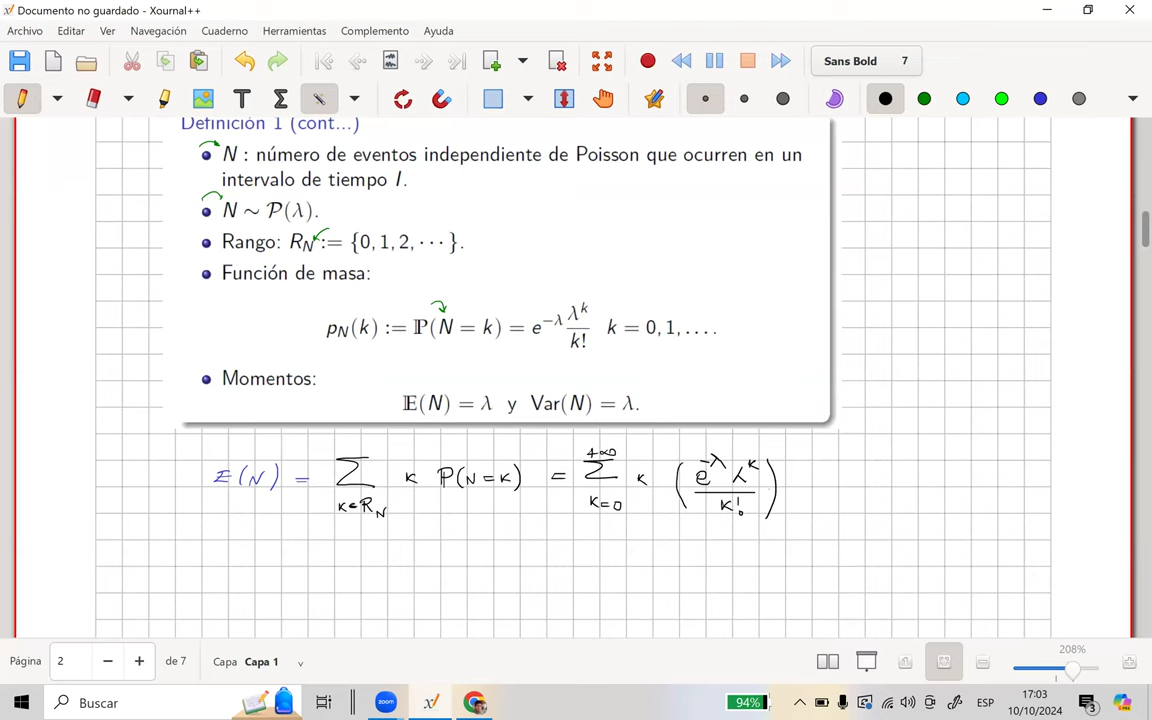 Documento no guardado - Xournal++
Archivo Editar Ver Navegación Cuaderno Herramientas Complemento Ayuda
Sans Bold 7
Definición 1 (cont...)
N : número de eventos independiente de Poisson que ocurren en un
intervalo de tiempo I.
N ∼ P(λ).
Rango: R_N := {0, 1, 2, ⋯}.
Función de masa:
p_N(k) := ℙ(N = k) = e^{−λ} λ^k / k!   k = 0, 1, ....
Momentos:
𝔼(N) = λ y Var(N) = λ.
E(N) = ∑_{k∈R_N} k P(N=k) = ∑_{k=0}^{+∞} k (e^{-λ} λ^k / k!)
Página 2 de 7 Capa Capa 1 208%
Buscar 94% ESP 17:03
10/10/2024 3